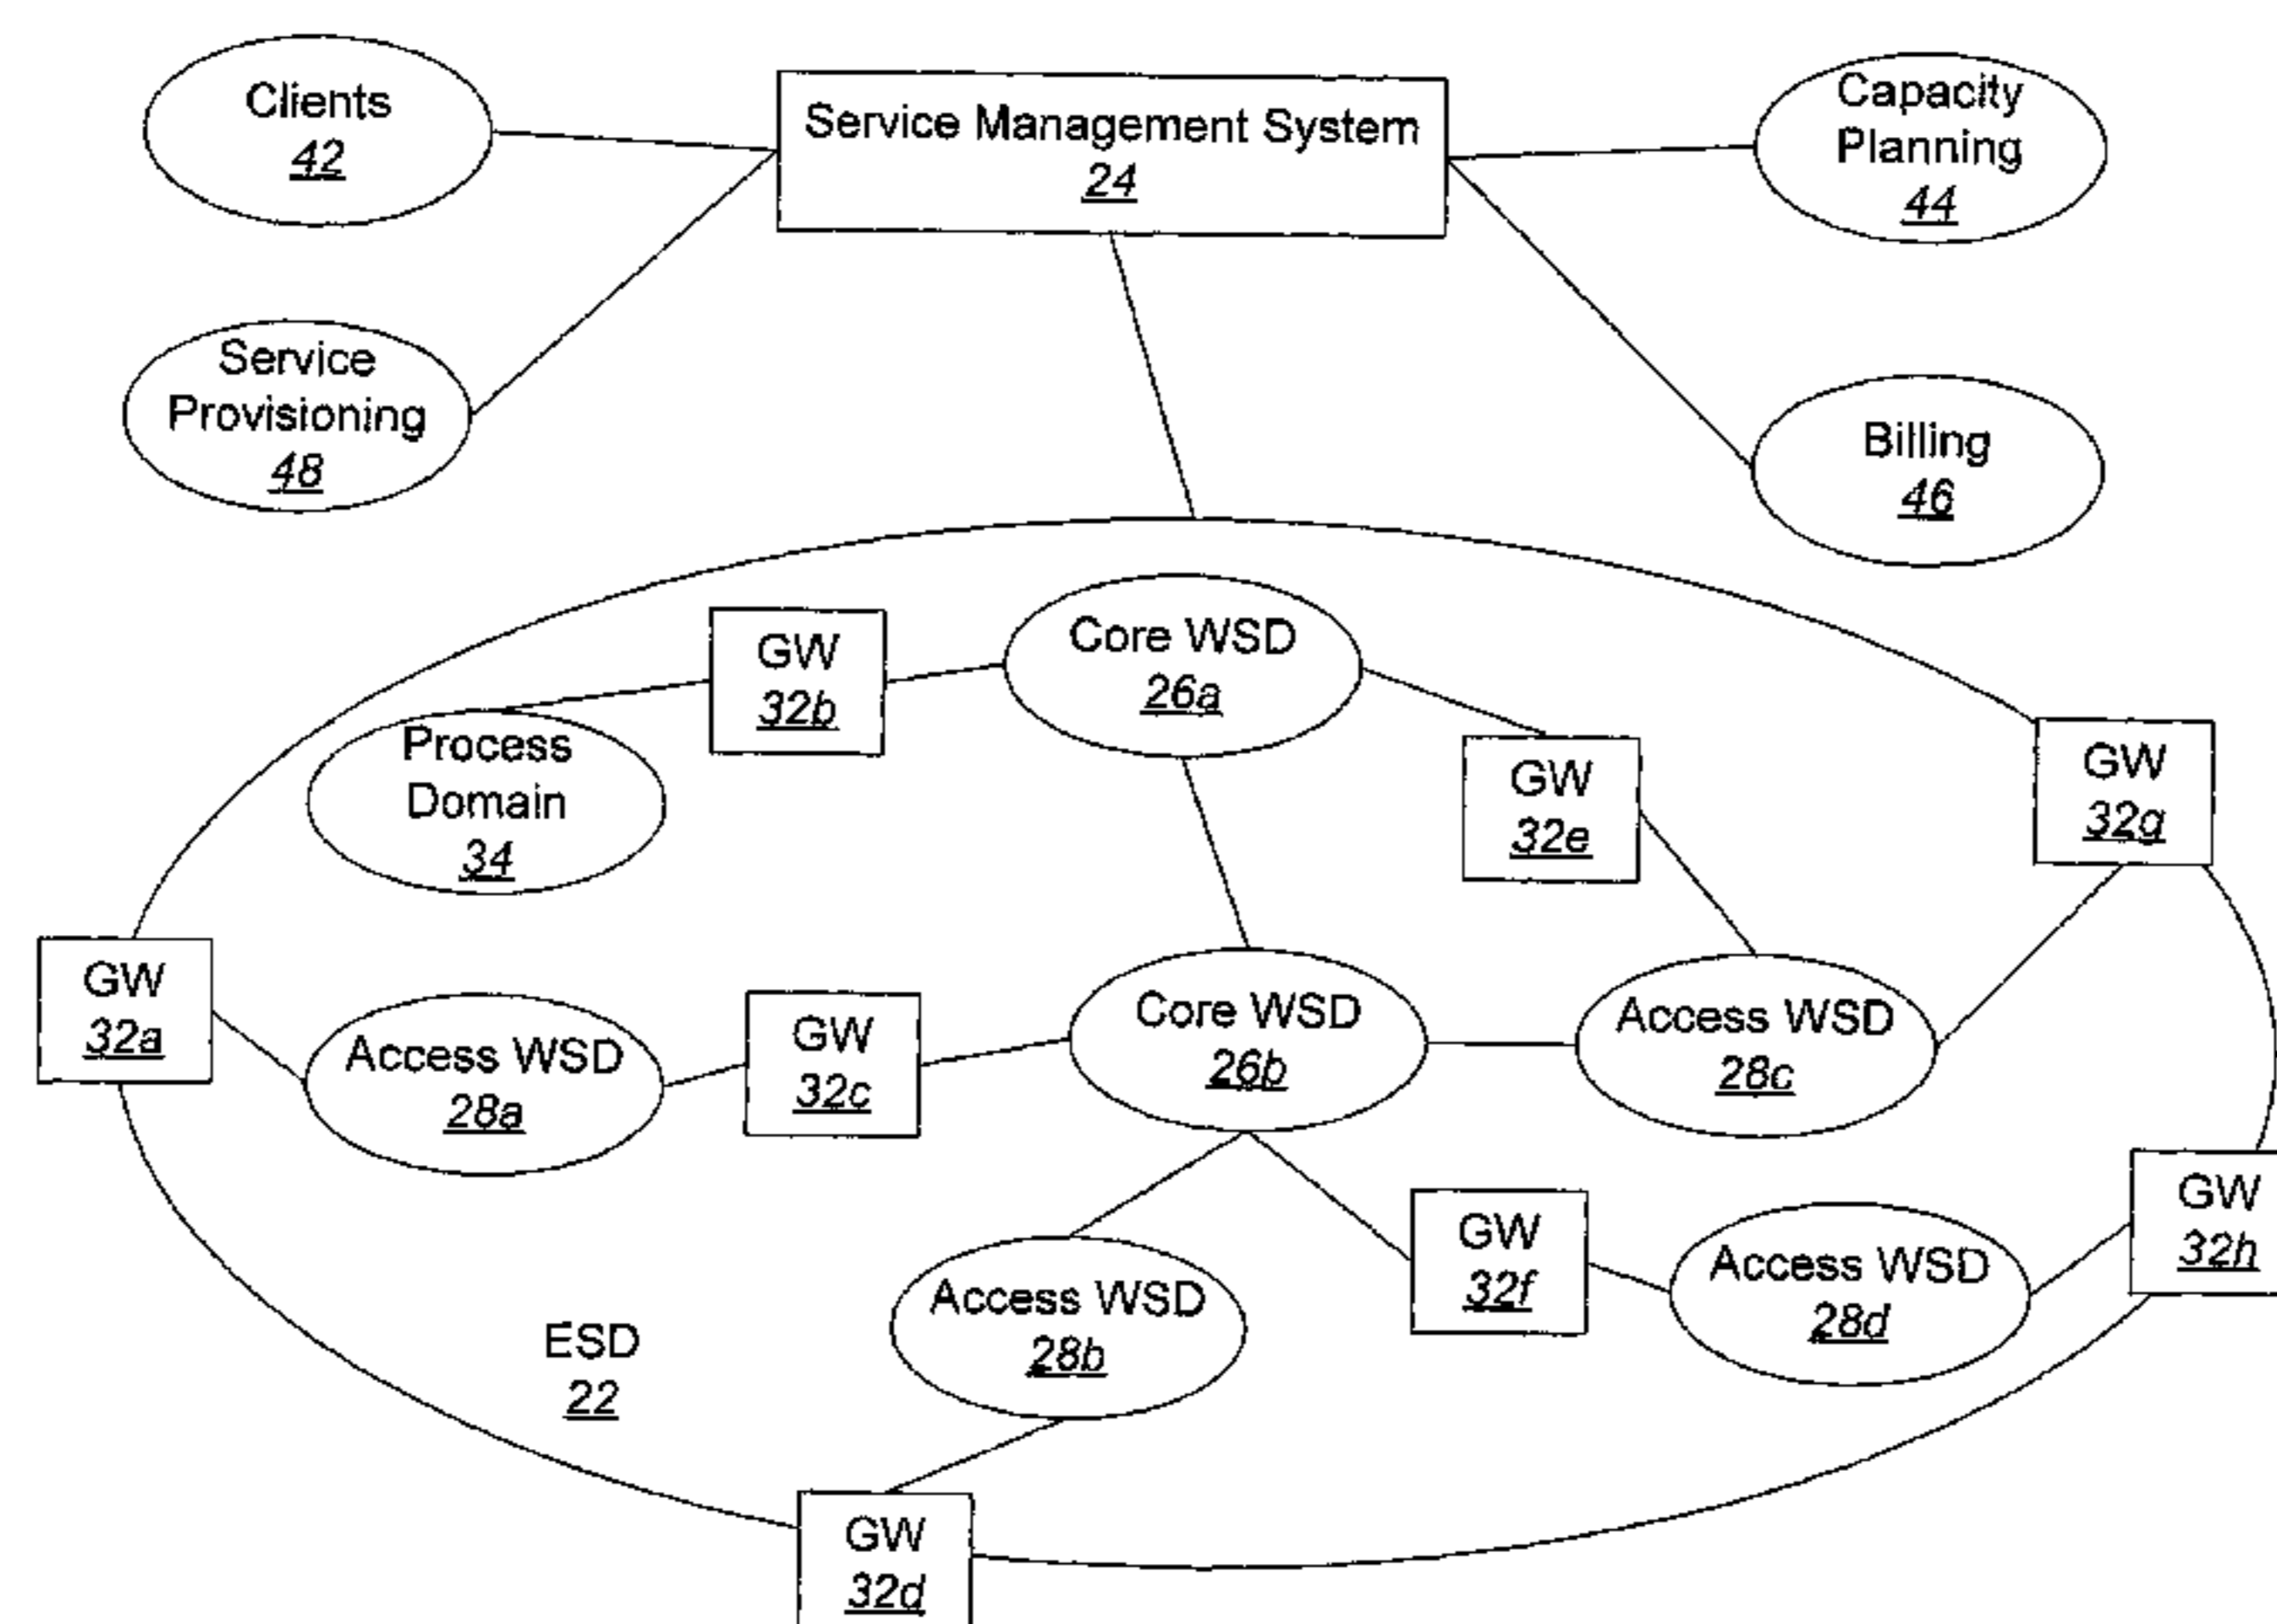 Clients
42
Service Management System
24
Capacity
Planning
44
Service
Provisioning
48
Billing
46
GW
32b
Core WSD
26a
Process
Domain
34
GW
32e
GW
32g
GW
32a
Access WSD
28a
GW
32c
Core WSD
26b
Access WSD
28c
GW
32f
Access WSD
28d
GW
32h
Access WSD
28b
ESD
22
GW
32d